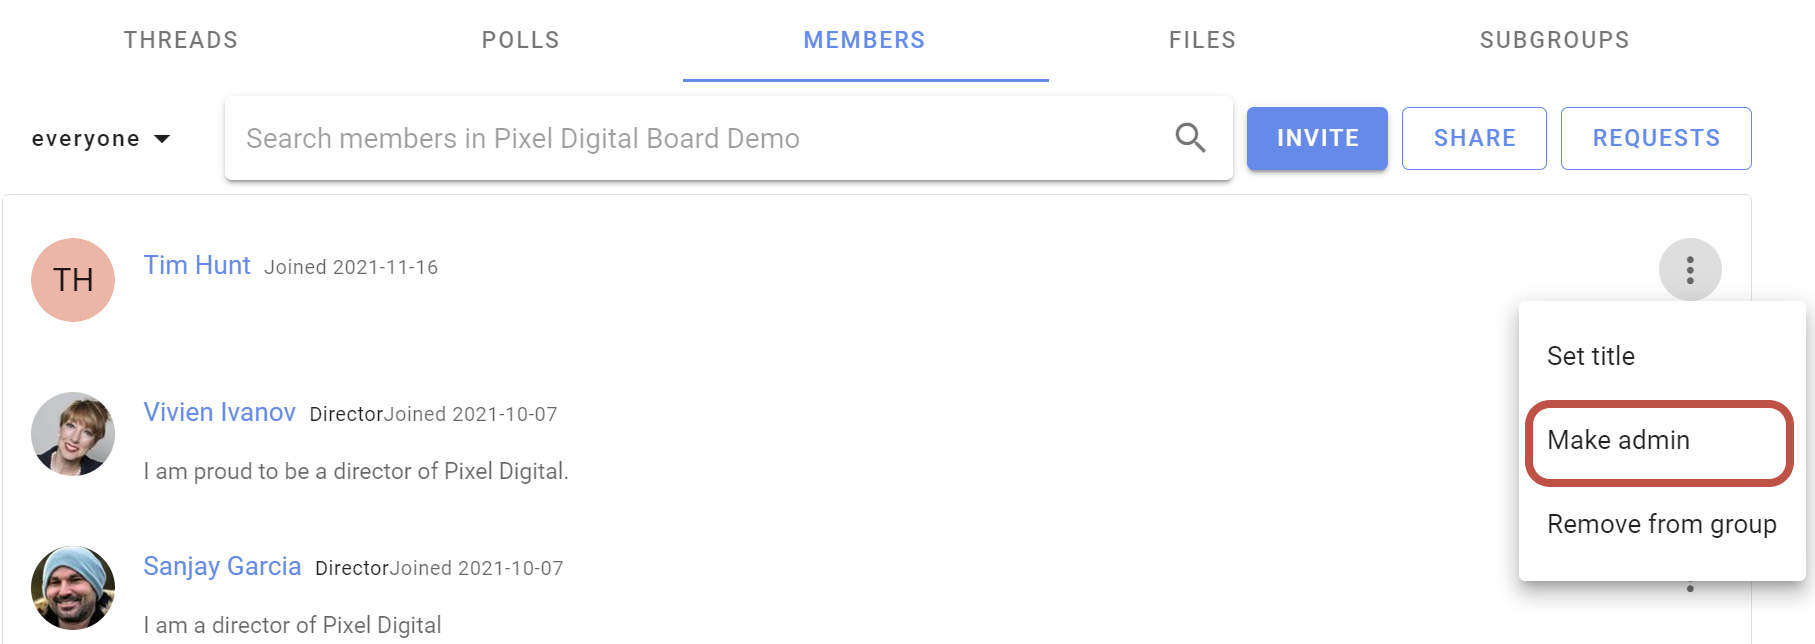 THREADS POLLS MEMBERS FILES SUBGROUPS
everyone Search members in Pixel Digital Board Demo INVITE SHARE REQUESTS
TH Tim Hunt Joined 2021-11-16
Set title
Make admin
Remove from group
Vivien Ivanov DirectorJoined 2021-10-07
I am proud to be a director of Pixel Digital.
Sanjay Garcia DirectorJoined 2021-10-07
I am a director of Pixel Digital